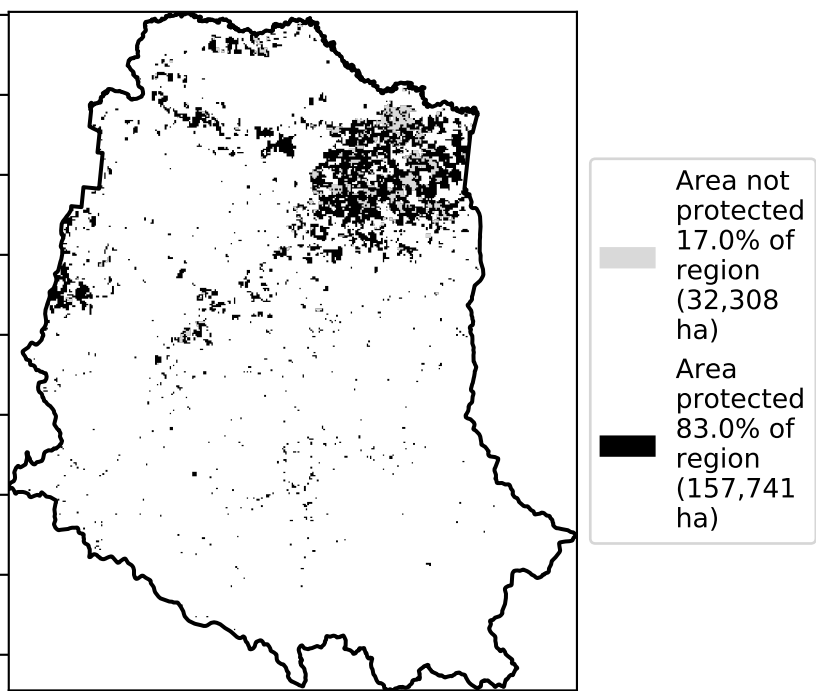 Area not
protected
17.0% of
region
(32,308
ha)
Area
protected
83.0% of
region
(157,741
ha)